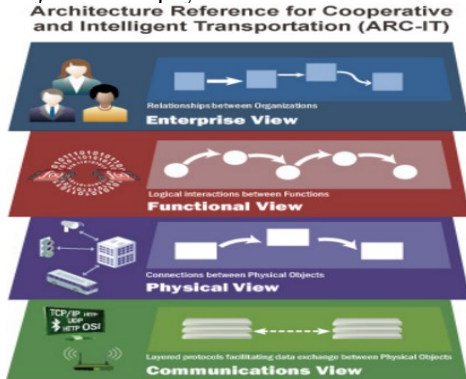 Architecture Reference for Cooperative
and Intelligent Transportation (ARC-IT)
Relationships between Organizations
Enterprise View
Logical interactions between Functions
Functional View
Connections between Physical Objects
Physical View
TCP/IP HTTP
UDP
HTTP OSI
Layered protocols facilitating data exchange between Physical Objects
Communications View